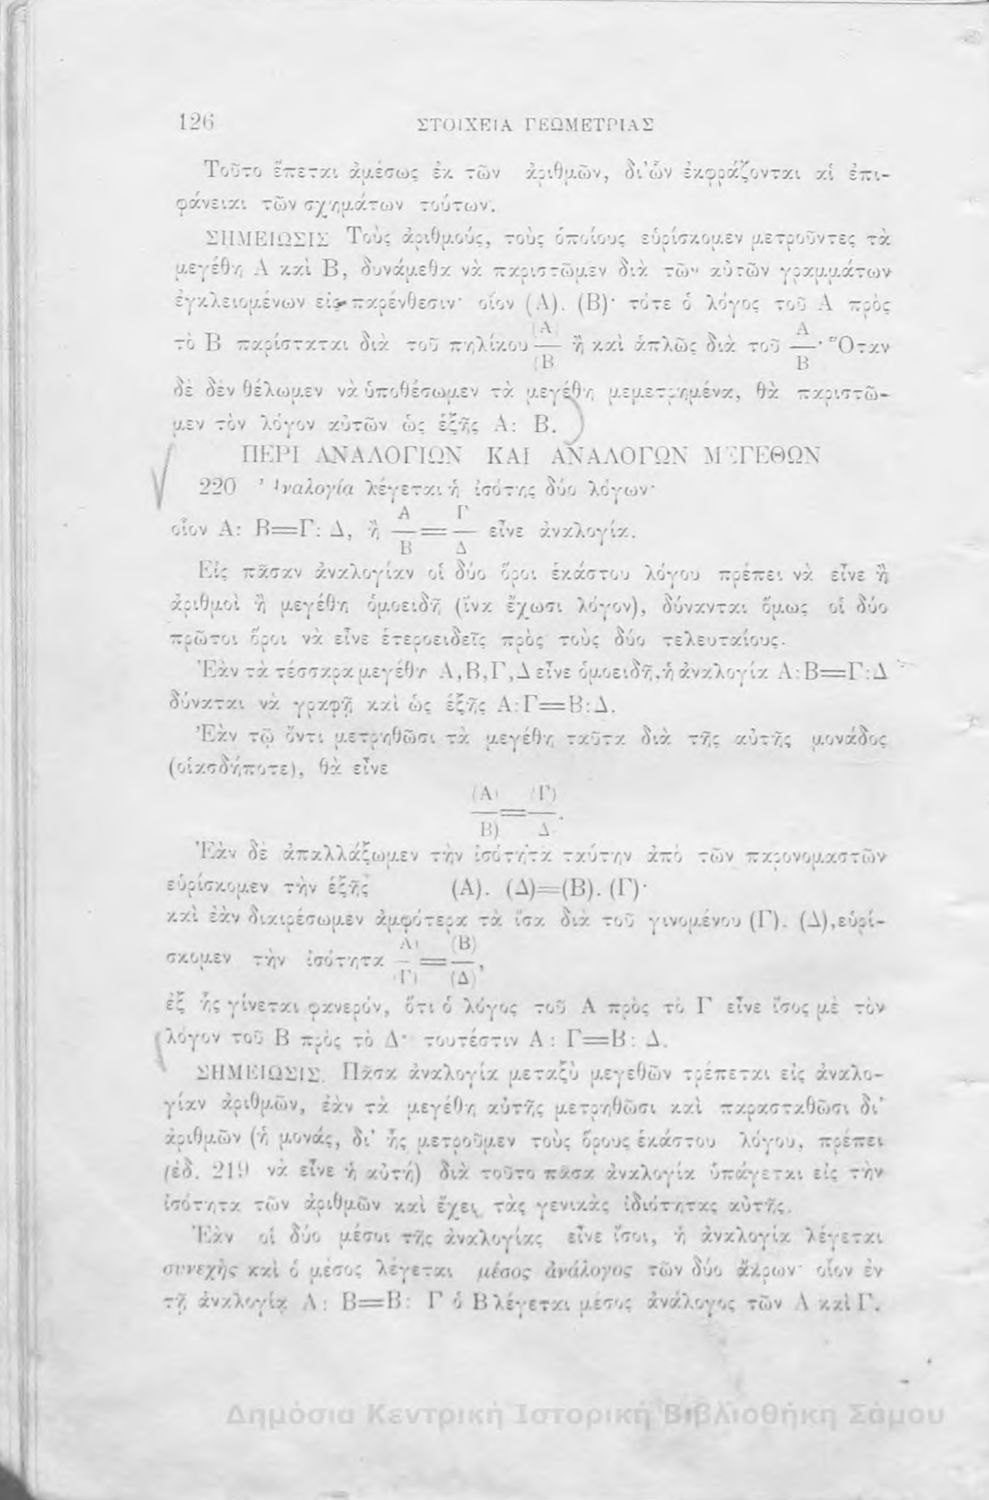 126 ΣΤΟΙΧΕΙΑ ΓΕΩΜΕΤΡΙΑΣ
Τοῦτο ἕπεται ἀμέσως ἐκ τῶν ἀριθμῶν, δι᾽ὧν ἐκφράζονται αἱ ἐπι-
φάνειαι τῶν σχημάτων τούτων.
ΣΗΜΕΙΩΣΙΣ Τοὺς ἀριθμούς, τοὺς ὁποίους εὑρίσκομεν μετροῦντες τὰ
μεγέθη Α καὶ Β, δυνάμεθα νὰ παριστῶμεν διὰ τῶν αὐτῶν γραμμάτων
ἐγκλειομένων εἰς παρένθεσιν· οἷον (Α). (Β)· τότε ὁ λόγος τοῦ Α πρὸς
(Α Α
τὸ Β παρίσταται διὰ τοῦ πηλίκου — ἢ καὶ ἁπλῶς διὰ τοῦ —· Ὅταν
(Β Β
δὲ δὲν θέλωμεν νὰ ὑποθέσωμεν τὰ μεγέθη μεμετρημένα, θὰ παριστῶ-
μεν τὸν λόγον αὐτῶν ὡς ἑξῆς Α: Β.
ΠΕΡΙ ΑΝΑΛΟΓΙΩΝ ΚΑΙ ΑΝΑΛΟΓΩΝ ΜΕΓΕΘΩΝ
220 Ἀναλογία λέγεται ἡ ἰσότης δύο λόγων·
Α Γ
οἷον Α: Β=Γ: Δ, ἢ —=— εἶνε ἀναλογία.
Β Δ
Εἰς πᾶσαν ἀναλογίαν οἱ δύο ὅροι ἑκάστου λόγου πρέπει νὰ εἶνε ἢ
ἀριθμοὶ ἢ μεγέθη ὁμοειδῆ (ἵνα ἔχωσι λόγον), δύνανται ὅμως οἱ δύο
πρῶτοι ὅροι νὰ εἶνε ἑτεροειδεῖς πρὸς τοὺς δύο τελευταίους.
Ἐὰν τὰ τέσσαρα μεγέθη Α,Β,Γ,Δ εἶνε ὁμοειδῆ, ἡ ἀναλογία Α:Β=Γ:Δ
δύναται νὰ γραφῇ καὶ ὡς ἑξῆς Α:Γ=Β:Δ.
Ἐὰν τῷ ὄντι μετρηθῶσι τὰ μεγέθη ταῦτα διὰ τῆς αὐτῆς μονάδος
(οἱασδήποτε), θὰ εἶνε
(Α) (Γ)
—=—.
Β) Δ
Ἐὰν δὲ ἀπαλλάξωμεν τὴν ἰσότητα ταύτην ἀπὸ τῶν παρονομαστῶν
εὑρίσκομεν τὴν ἑξῆς (Α). (Δ)=(Β). (Γ)·
καὶ ἐὰν διαιρέσωμεν ἀμφότερα τὰ ἴσα διὰ τοῦ γινομένου (Γ). (Δ),εὑρί-
Α) (Β)
σκομεν τὴν ἰσότητα —=—,
(Γ) (Δ)
ἐξ ἧς γίνεται φανερόν, ὅτι ὁ λόγος τοῦ Α πρὸς τὸ Γ εἶνε ἴσος μὲ τὸν
λόγον τοῦ Β πρὸς τὸ Δ· τουτέστιν Α: Γ=Β: Δ.
ΣΗΜΕΙΩΣΙΣ. Πᾶσα ἀναλογία μεταξὺ μεγεθῶν τρέπεται εἰς ἀναλο-
γίαν ἀριθμῶν, ἐὰν τὰ μεγέθη αὐτῆς μετρηθῶσι καὶ παρασταθῶσι δι᾽
ἀριθμῶν (ἡ μονάς, δι᾽ ἧς μετροῦμεν τοὺς ὅρους ἑκάστου λόγου, πρέπει
(ἐδ. 219 νὰ εἶνε ἡ αὐτή) διὰ τοῦτο πᾶσα ἀναλογία ὑπάγεται εἰς τὴν
ἰσότητα τῶν ἀριθμῶν καὶ ἔχει τὰς γενικὰς ἰδιότητας αὐτῆς.
Ἐὰν οἱ δύο μέσοι τῆς ἀναλογίας εἶνε ἴσοι, ἡ ἀναλογία λέγεται
συνεχὴς καὶ ὁ μέσος λέγεται μέσος ἀνάλογος τῶν δύο ἄκρων· οἷον ἐν
τῇ ἀναλογίᾳ Α: Β=Β: Γ ὁ Β λέγεται μέσος ἀνάλογος τῶν Α καὶ Γ.
Δημόσια Κεντρική Ιστορική Βιβλιοθήκη Σάμου